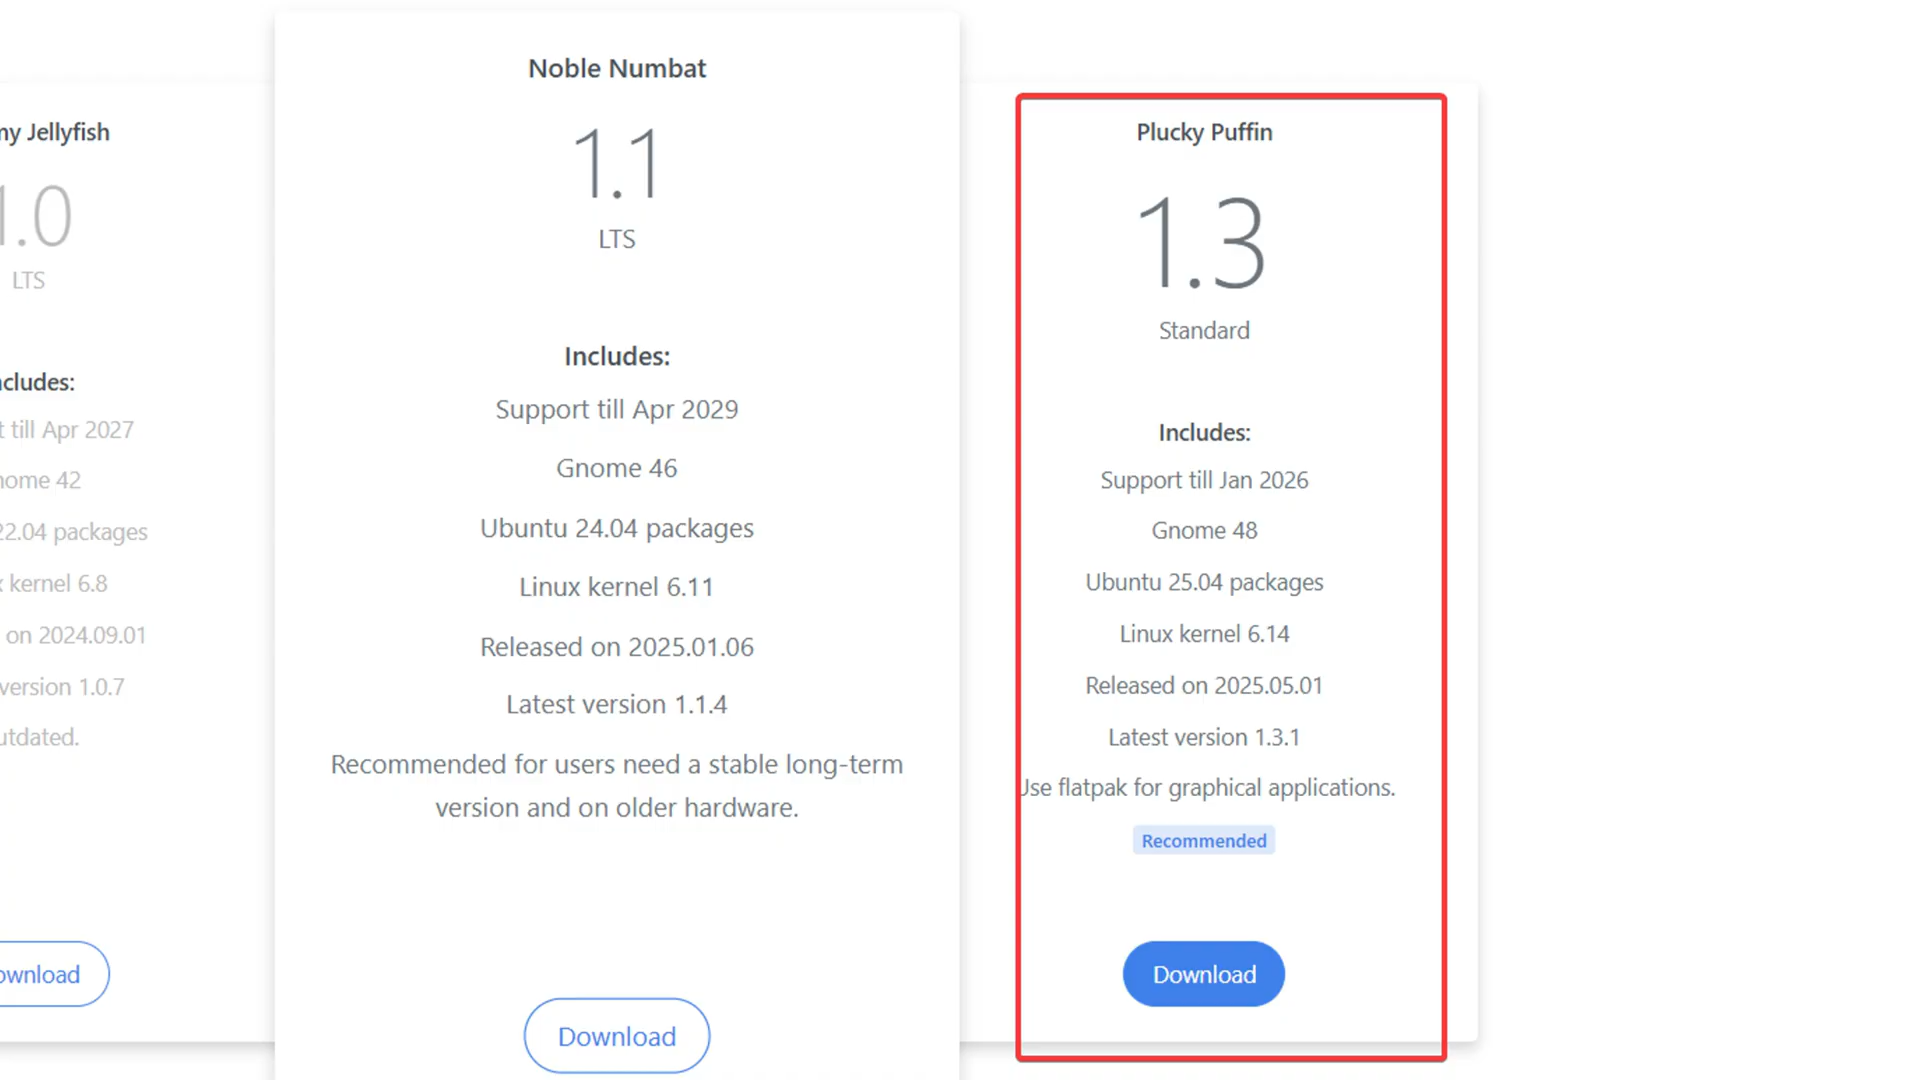 my Jellyfish
1.0
LTS
ncludes:
t till Apr 2027
nome 42
22.04 packages
x kernel 6.8
on 2024.09.01
version 1.0.7
utdated.
ownload
Noble Numbat
1.1
LTS
Includes:
Support till Apr 2029
Gnome 46
Ubuntu 24.04 packages
Linux kernel 6.11
Released on 2025.01.06
Latest version 1.1.4
Recommended for users need a stable long-term
version and on older hardware.
Download
Plucky Puffin
1.3
Standard
Includes:
Support till Jan 2026
Gnome 48
Ubuntu 25.04 packages
Linux kernel 6.14
Released on 2025.05.01
Latest version 1.3.1
Use flatpak for graphical applications.
Recommended
Download